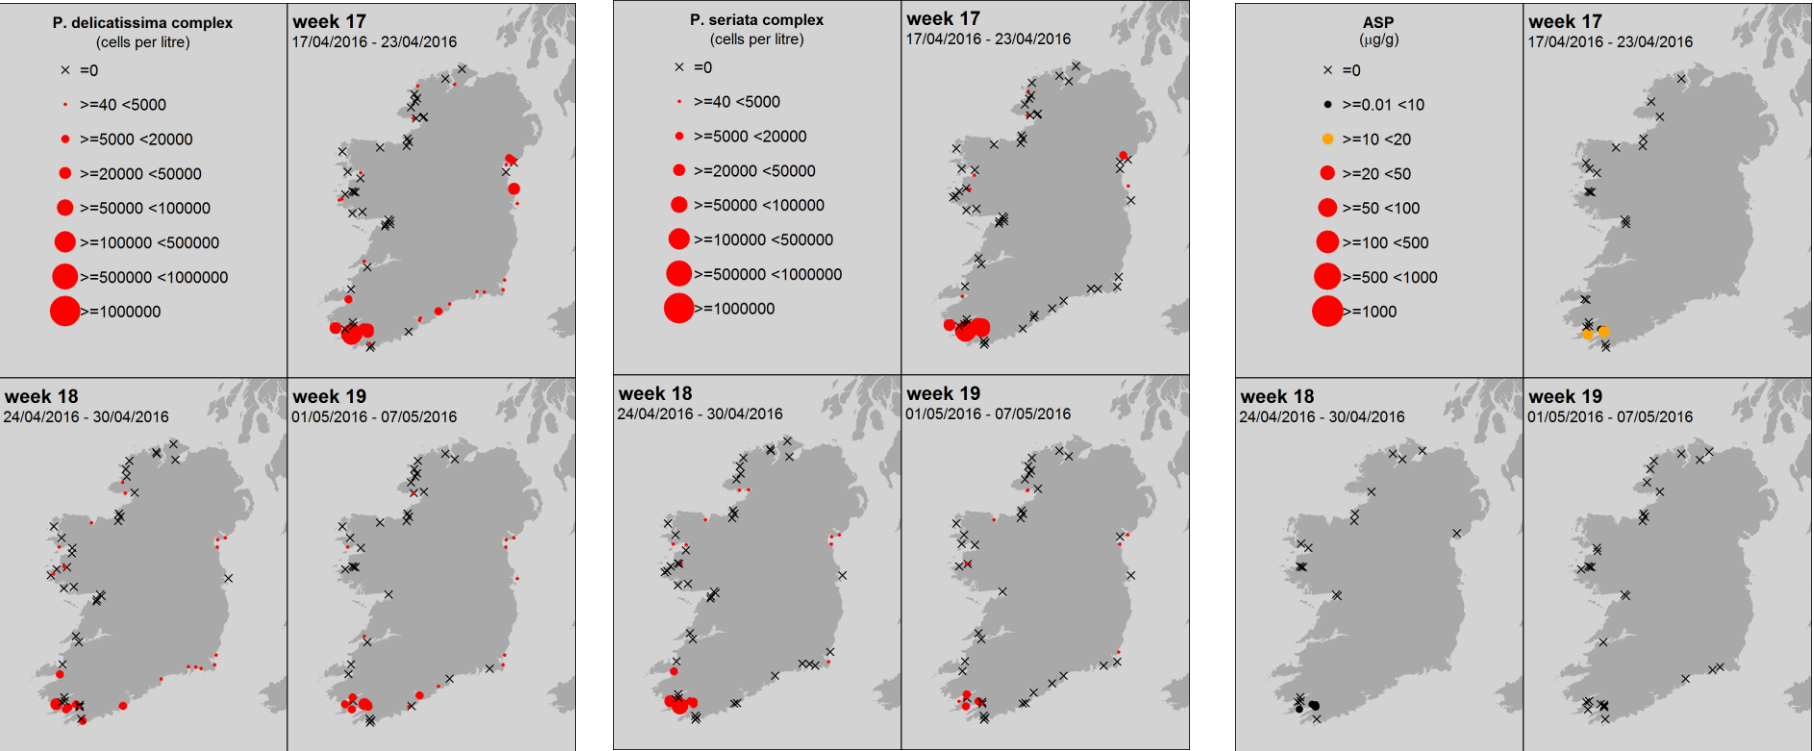 P. delicatissima complex
(cells per litre)
=0
>=40 <5000
>=5000 <20000
>=20000 <50000
>=50000 <100000
>=100000 <500000
>=500000 <1000000
>=1000000
week 17
17/04/2016 - 23/04/2016
week 18
24/04/2016 - 30/04/2016
week 19
01/05/2016 - 07/05/2016
P. seriata complex
(cells per litre)
=0
>=40 <5000
>=5000 <20000
>=20000 <50000
>=50000 <100000
>=100000 <500000
>=500000 <1000000
>=1000000
week 17
17/04/2016 - 23/04/2016
week 18
24/04/2016 - 30/04/2016
week 19
01/05/2016 - 07/05/2016
ASP
(μg/g)
=0
>=0.01 <10
>=10 <20
>=20 <50
>=50 <100
>=100 <500
>=500 <1000
>=1000
week 17
17/04/2016 - 23/04/2016
week 18
24/04/2016 - 30/04/2016
week 19
01/05/2016 - 07/05/2016